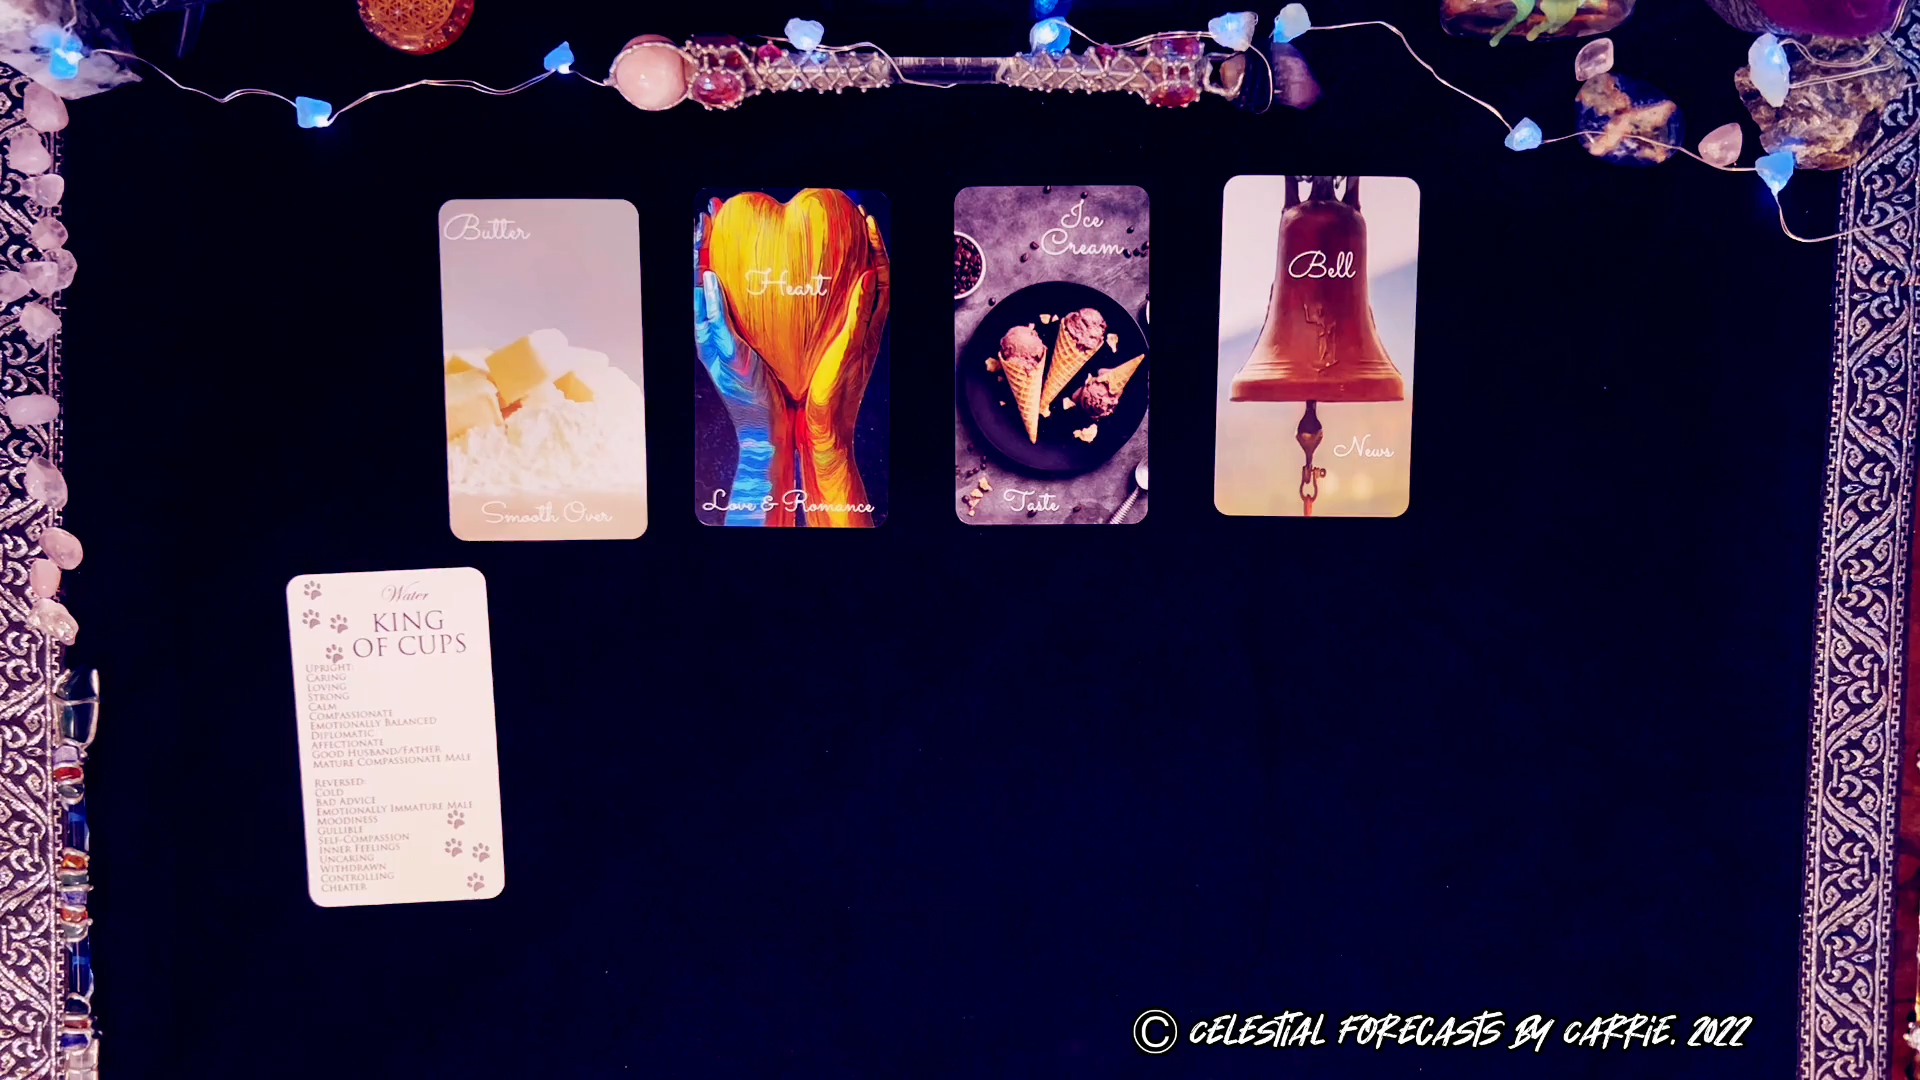 Butter
Smooth Over
Heart
Love & Romance
Ice
Cream
Taste
Bell
News
Water
KING
OF CUPS
UPRIGHT:
CARING
LOVING
STRONG
CALM
COMPASSIONATE
EMOTIONALLY BALANCED
DIPLOMATIC
AFFECTIONATE
GOOD HUSBAND/FATHER
MATURE COMPASSIONATE MALE
REVERSED:
COLD
BAD ADVICE
EMOTIONALLY IMMATURE MALE
MOODINESS
GULLIBLE
SELF-COMPASSION
INNER FEELINGS
UNCARING
WITHDRAWN
CONTROLLING
CHEATER
© CELESTIAL FORECASTS BY CARRIE. 2022